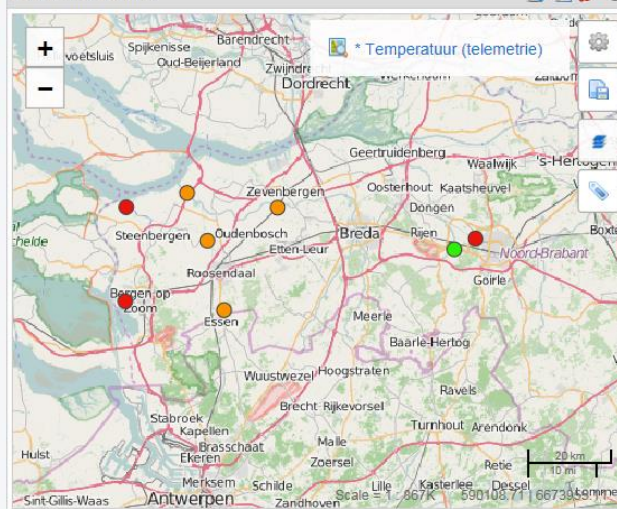 Barendrecht
Spijkenisse
Oud-Beijerland
Zwijndrecht
Dordrecht
* Temperatuur (telemetrie)
+
−
Geertruidenberg
Waalwijk
's-Hertogen
Zevenbergen
Oosterhout
Kaatsheuvel
Dongen
Steenbergen
Oudenbosch
Breda
Rijen
Etten-Leur
Boxte
Noord-Brabant
Roosendaal
Goirle
Bergen op
Zoom
Essen
Meerle
Baarle-Hertog
Wuustwezel
Hoogstraten
Ravels
Brecht
Rijkevorsel
Stabroek
Kapellen
Turnhout
Arendonk
Hulst
Brasschaat
Malle
Ekeren
Zoersel
Retie
20 km
10 mi
Merksem
Schilde
Lille
Kasterlee
Dessel
Sint-Gillis-Waas
Antwerpen
Zandhoven
Scale = 1 : 867K